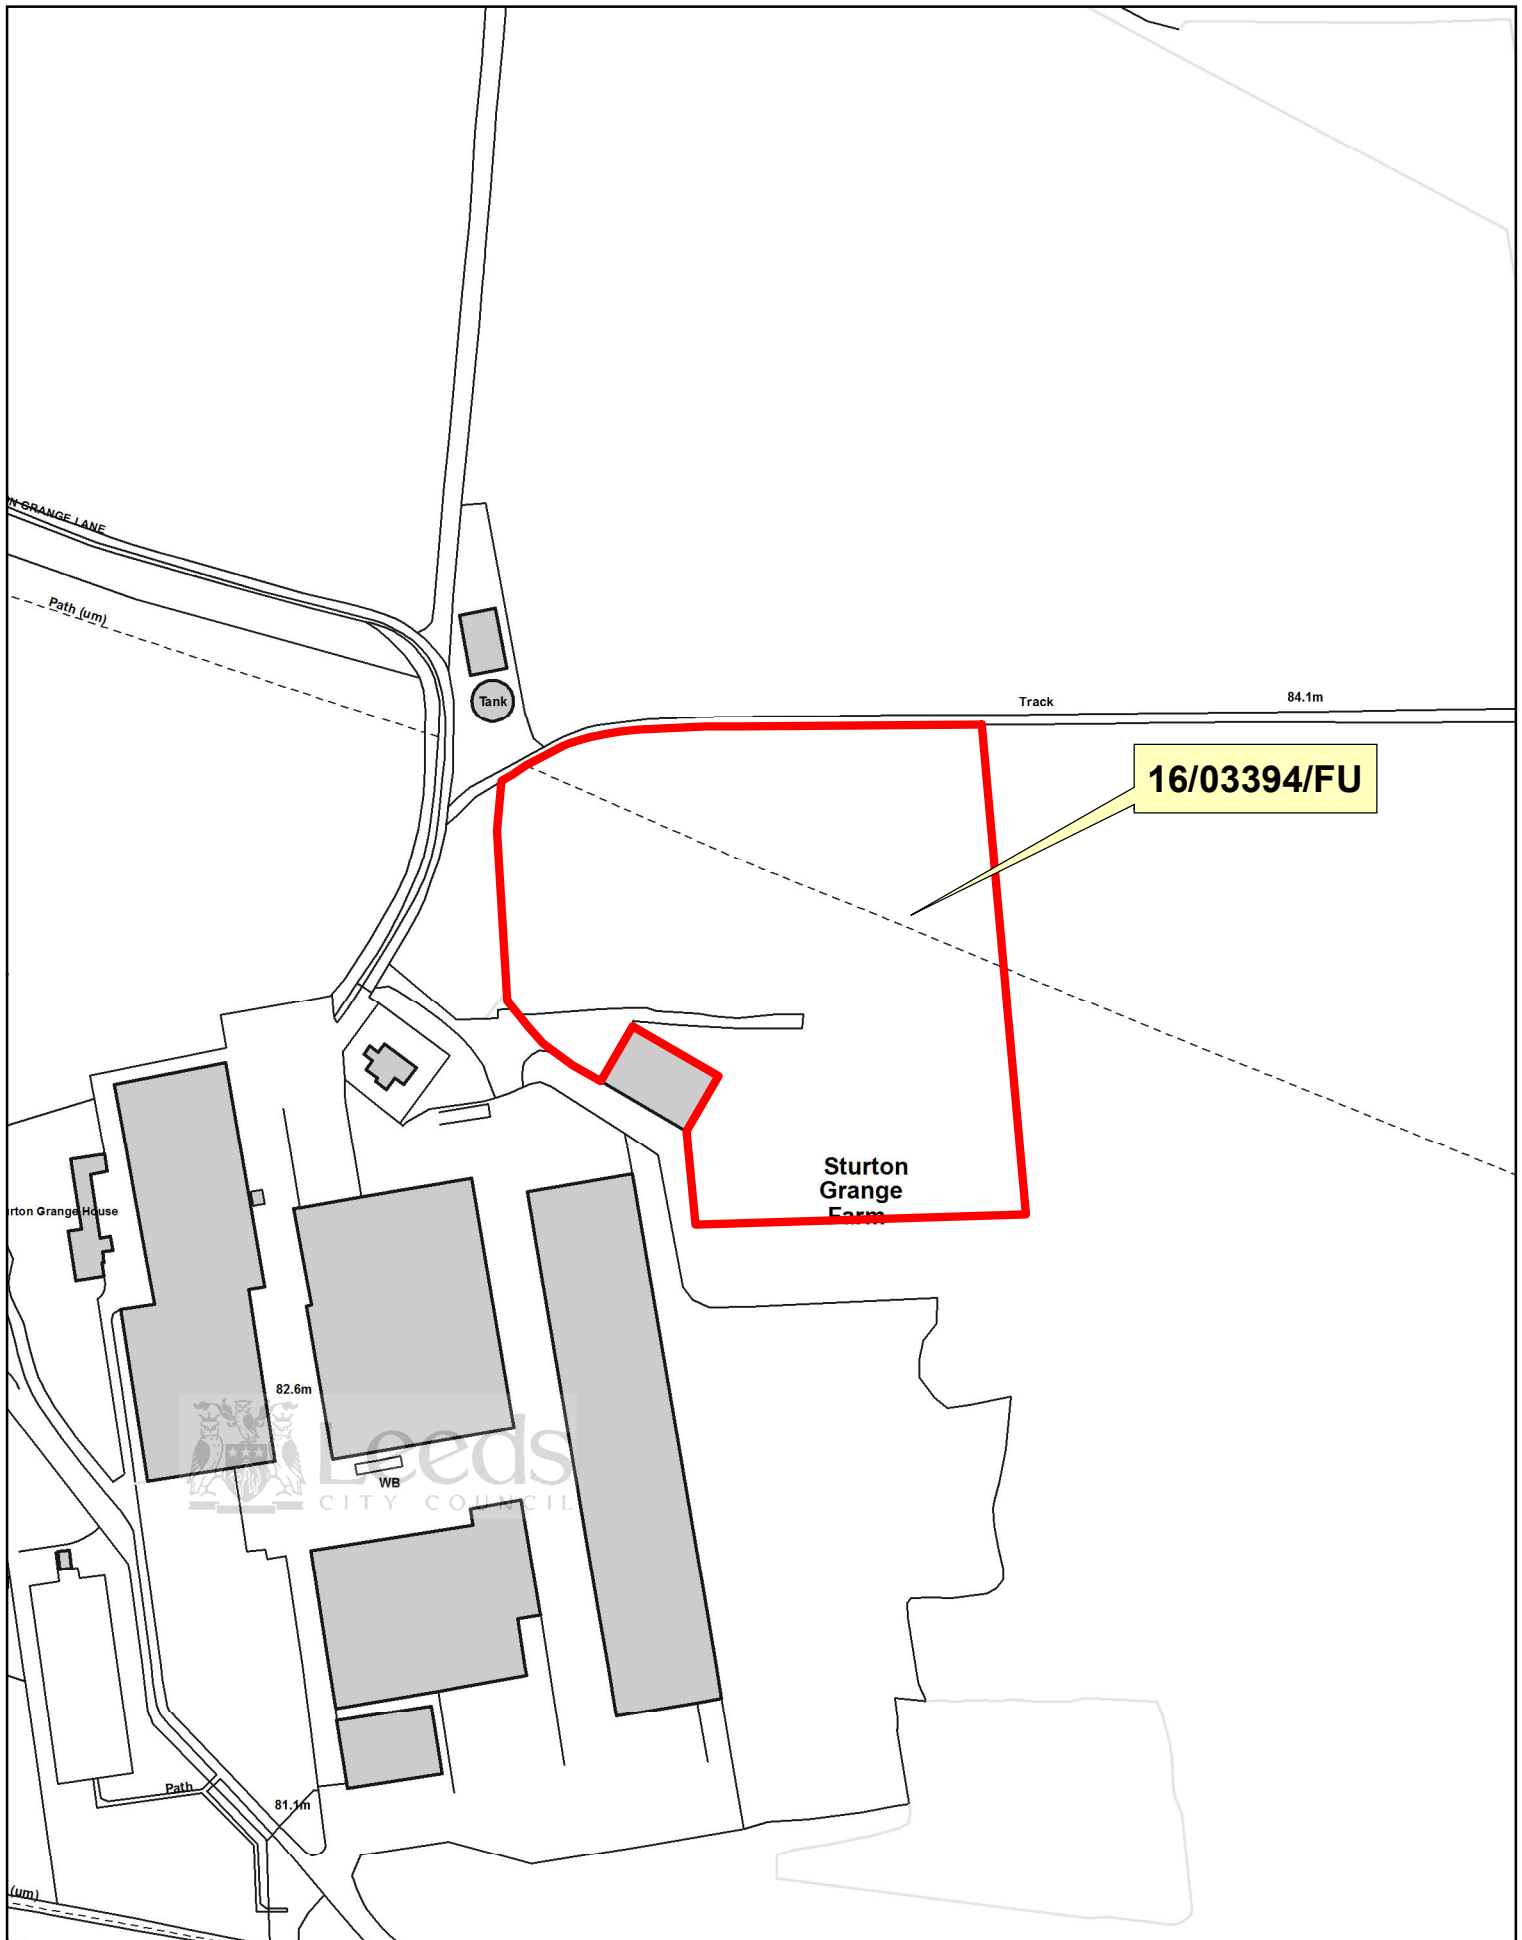 N GRANGE LANE
Path (um)
Tank
Track
84.1m
16/03394/FU
Sturton
Grange
Farm
rton Grange House
82.6m
Leeds
CITY COUNCIL
WB
Path
81.1m
(um)